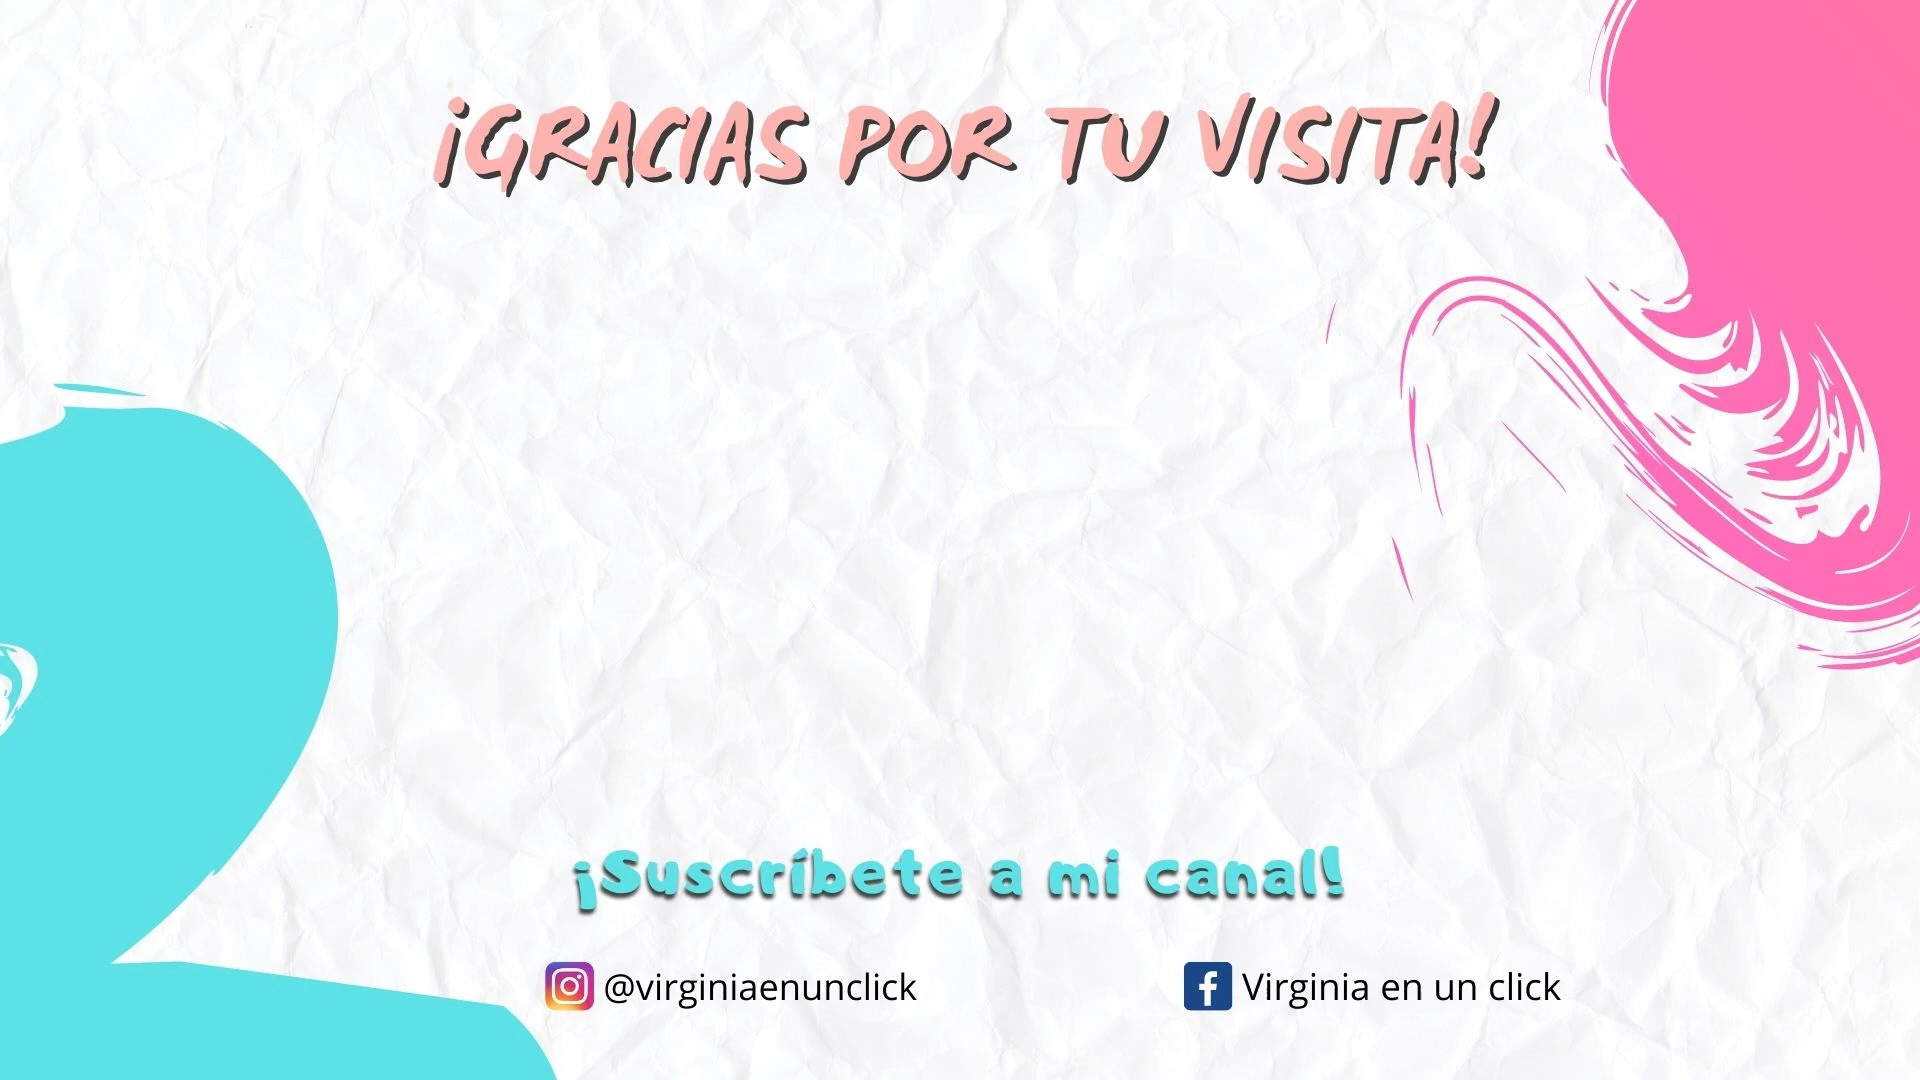 ¡GRACIAS POR TU VISITA!
¡Suscríbete a mi canal!
@virginiaenunclick
Virginia en un click